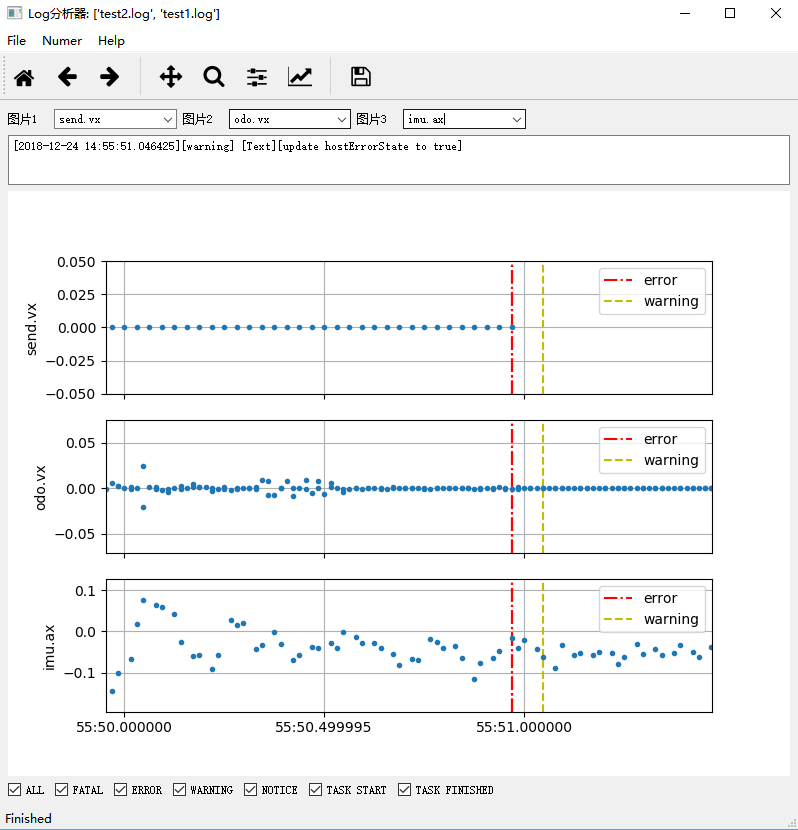 Log分析器: ['test2.log', 'test1.log']
File Numer Help
图片1 send.vx 图片2 odo.vx 图片3 imu.ax
[2018-12-24 14:55:51.046425][warning] [Text][update hostErrorState to true]
0.050
0.025
0.000
−0.025
−0.050
send.vx
error
warning
0.05
0.00
−0.05
odo.vx
error
warning
0.1
0.0
−0.1
imu.ax
error
warning
55:50.000000 55:50.499995 55:51.000000
ALL FATAL ERROR WARNING NOTICE TASK START TASK FINISHED
Finished